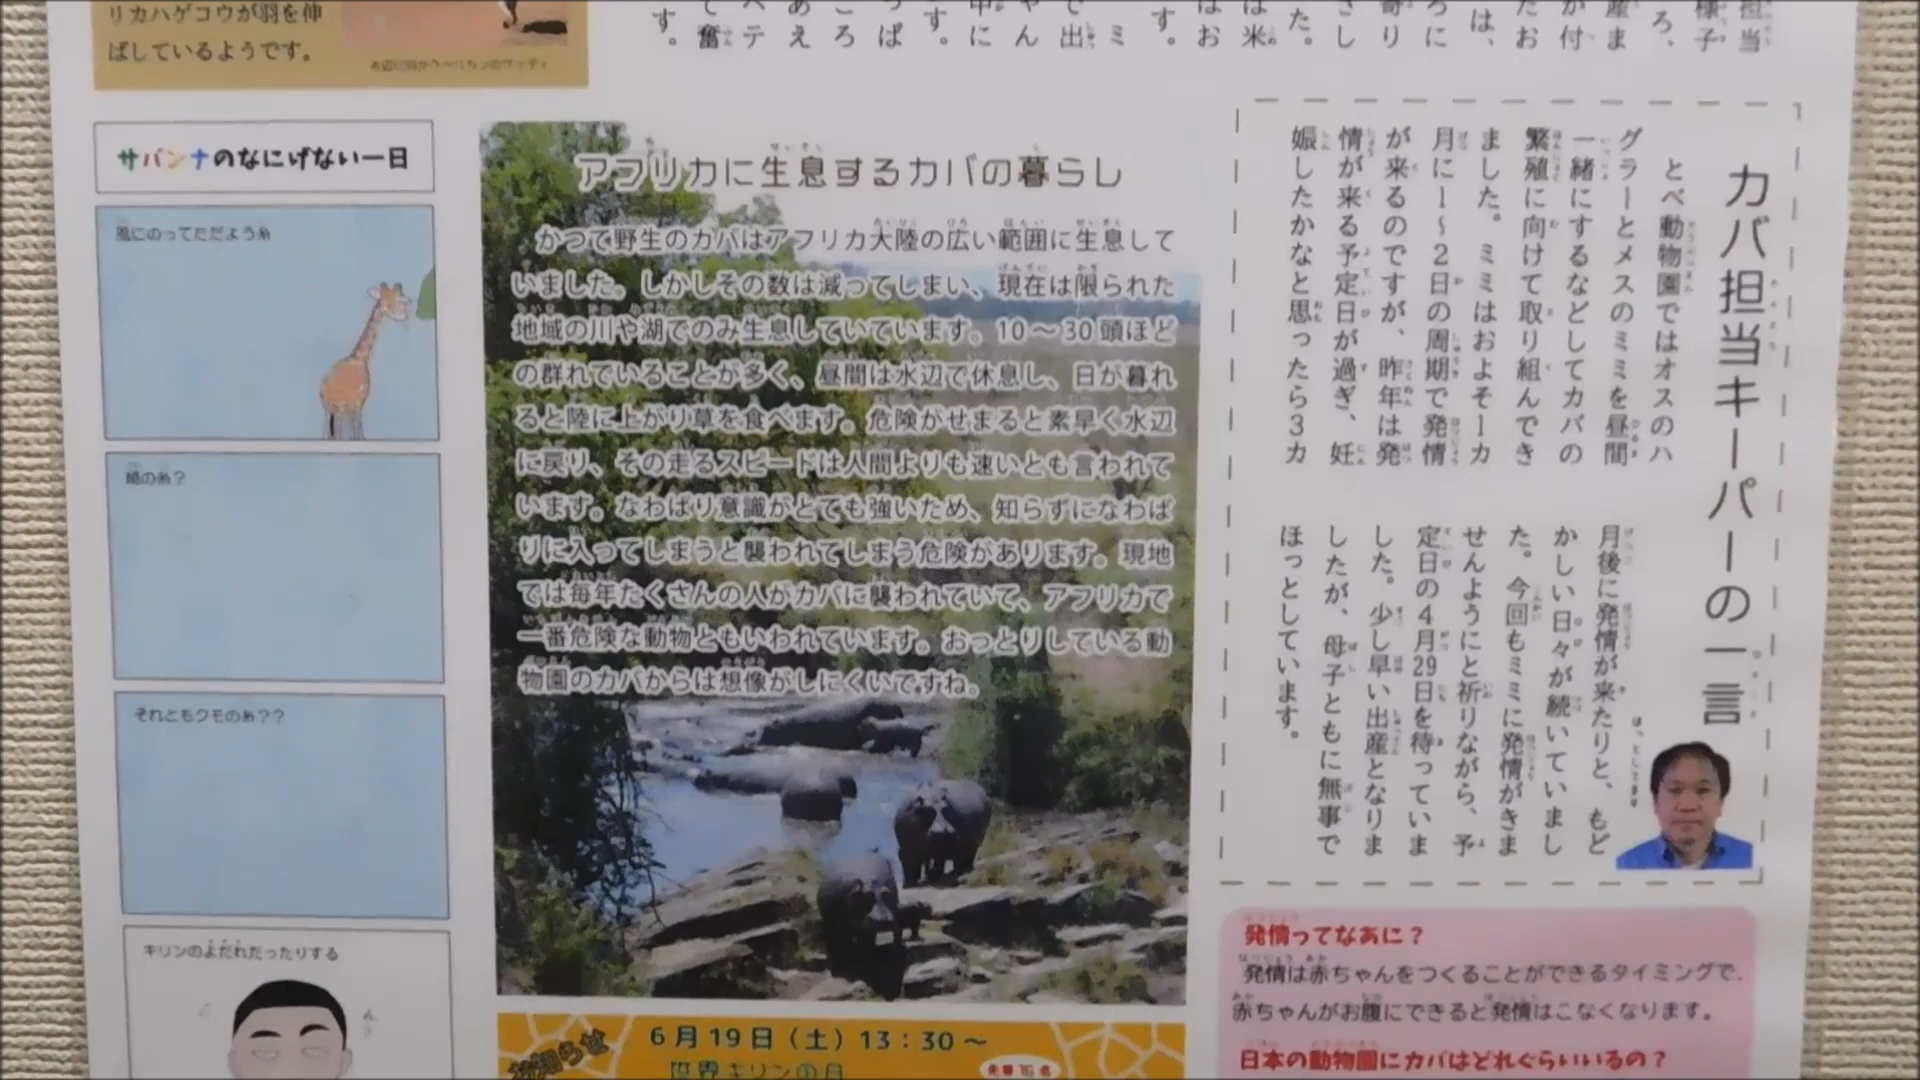 リカハゲコウが羽を伸
ばしているようです。
サバンナのなにげない一日
風にのってただよう糸
絹の糸?
それともクモの糸??
キリンのよだれだったりする
アフリカに生息するカバの暮らし
かつて野生のカバはアフリカ大陸の広い範囲に生息して
いました。しかしその数は減ってしまい、現在は限られた
地域の川や湖でのみ生息していています。10～30頭ほど
の群れでいることが多く、昼間は水辺で休息し、日が暮れ
ると陸に上がり草を食べます。危険がせまると素早く水辺
に戻り、その走るスピードは人間よりも速いとも言われて
います。なわばり意識がとても強いため、知らずになわば
りに入ってしまうと襲われてしまう危険があります。現地
では毎年たくさんの人がカバに襲われていて、アフリカで
一番危険な動物ともいわれています。おっとりしている動
物園のカバからは想像がしにくいですね。
お知らせ
6月19日(土)13:30～
世界キリンの日
カバ担当キーパーの一言
とべ動物園ではオスのハ
グラーとメスのミミを昼間
一緒にするなどしてカバの
繁殖に向けて取り組んでき
ました。ミミはおよそ1カ
月に1～2日の周期で発情
が来るのですが、昨年は発
情が来る予定日が過ぎ、妊
娠したかなと思ったら3カ
月後に発情が来たりと、もど
かしい日々が続いていまし
た。今回もミミに発情がきま
せんようにと祈りながら、予
定日の4月29日を待っていま
した。少し早い出産となりま
したが、母子ともに無事で
ほっとしています。
ほっとしてます
発情ってなあに?
発情は赤ちゃんをつくることができるタイミングで、
赤ちゃんがお腹にできると発情はこなくなります。
日本の動物園にカバはどれぐらいいるの?